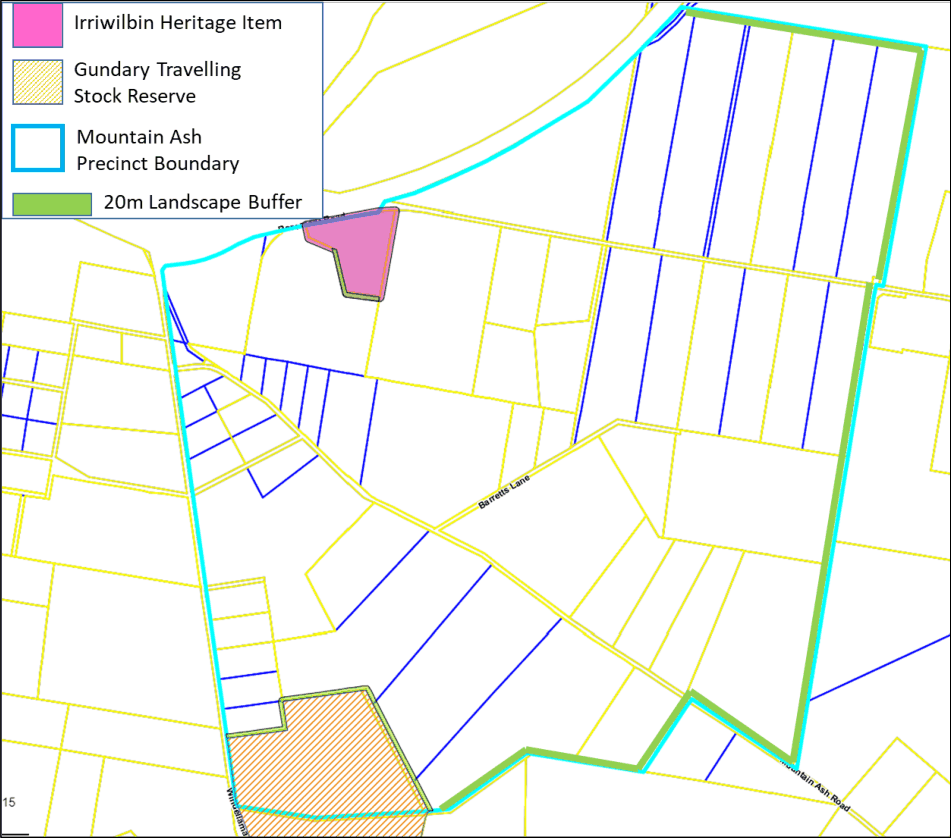 Irriwilbin Heritage Item
Gundary Travelling
Stock Reserve
Mountain Ash
Precinct Boundary
20m Landscape Buffer
Road
Barretts Lane
Mountain Ash Road
15